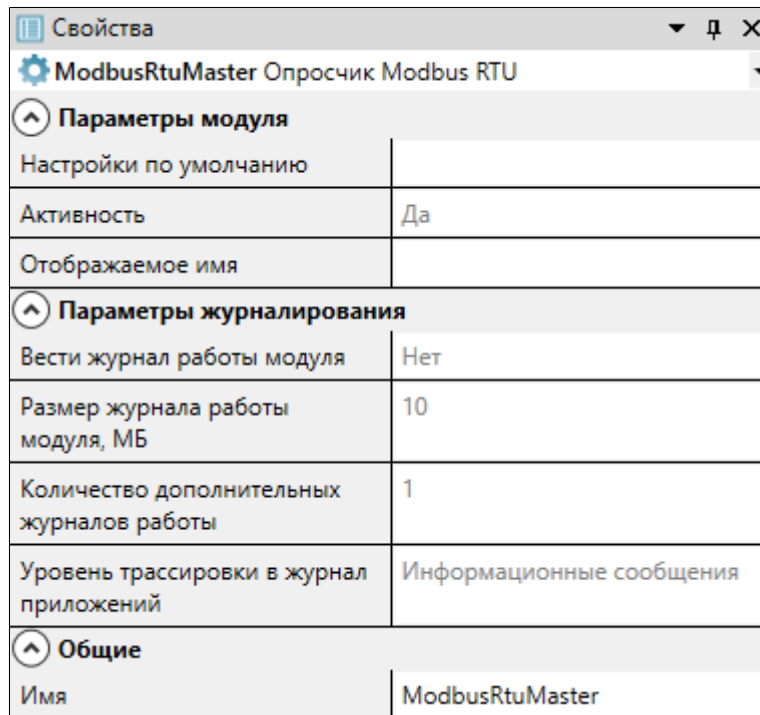 Свойства
ModbusRtuMaster Опросчик Modbus RTU
Параметры модуля
Настройки по умолчанию
Активность Да
Отображаемое имя
Параметры журналирования
Вести журнал работы модуля Нет
Размер журнала работы 10
модуля, МБ
Количество дополнительных 1
журналов работы
Уровень трассировки в журнал Информационные сообщения
приложений
Общие
Имя ModbusRtuMaster